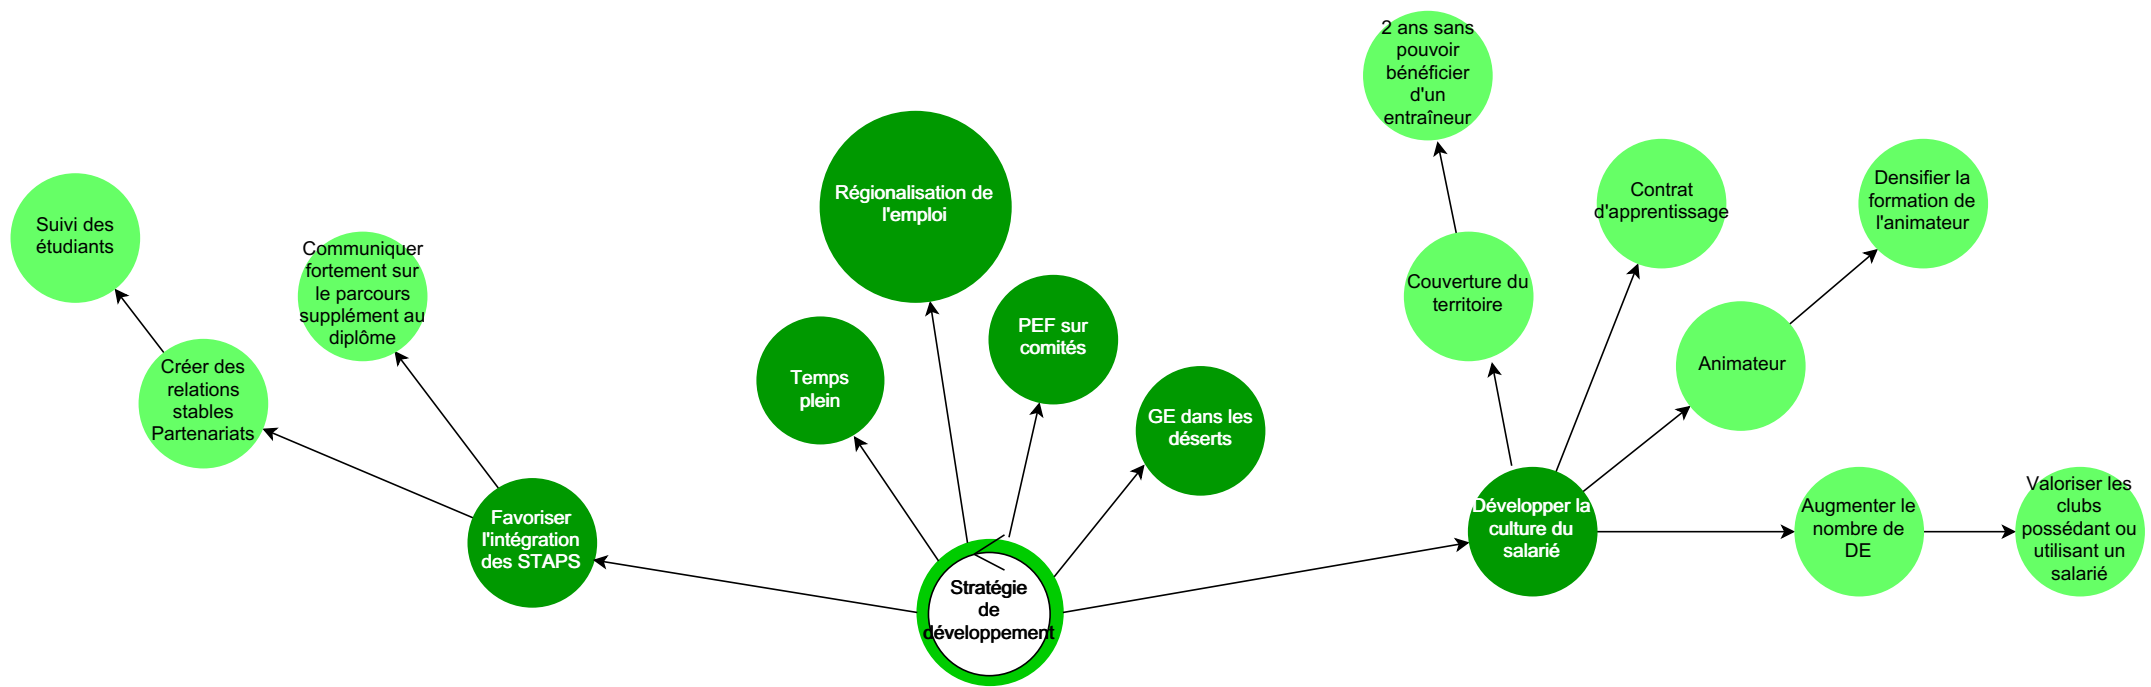 2 ans sans
pouvoir
bénéficier
d'un
entraîneur
Régionalisation de
l'emploi
Contrat
d'apprentissage
Densifier la
formation de
l'animateur
Suivi des
étudiants
Communiquer
fortement sur
le parcours
supplément au
diplôme
Couverture du
territoire
PEF sur
comités
Temps
plein
Animateur
Créer des
relations
stables
Partenariats
GE dans les
déserts
Favoriser
l'intégration
des STAPS
Développer la
culture du
salarié
Augmenter le
nombre de
DE
Valoriser les
clubs
possédant ou
utilisant un
salarié
Stratégie
de
développement